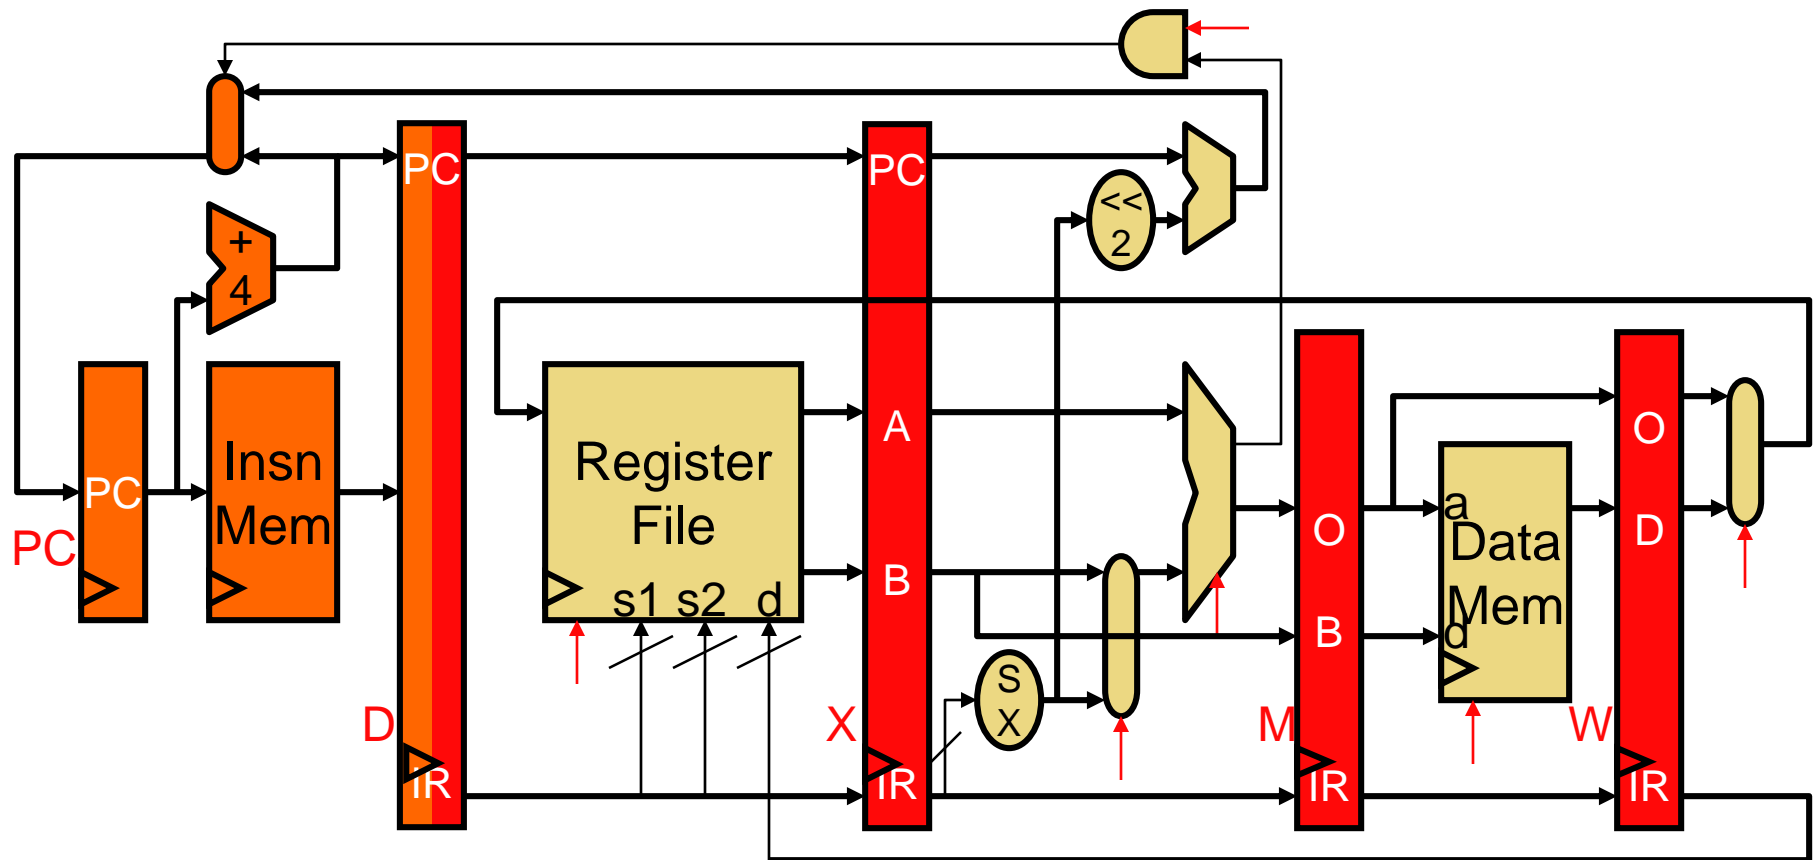 PC
PC
<<
2
+
4
A
O
Insn
Mem
Register
File
PC
PC
a
O
D
Data
Mem
d
B
B
s1 s2 d
S
X
D
X
M
W
IR
IR
IR
IR